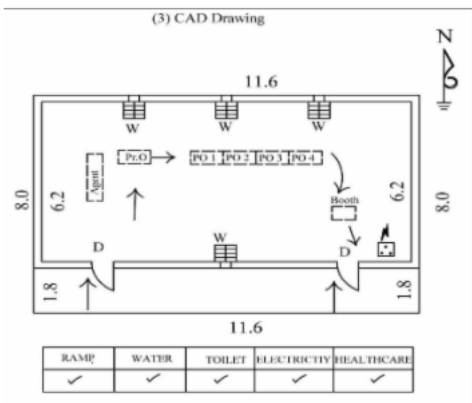 (3) CAD Drawing
N
11.6
W W W
Pr.O PO 1 PO 2 PO 3 PO 4
Agent
8.0 6.2 6.2 8.0
Booth
W
D D
1.8 1.8
11.6
RAMP WATER TOILET ELECTRICTIY HEALTHCARE
✓ ✓ ✓ ✓ ✓